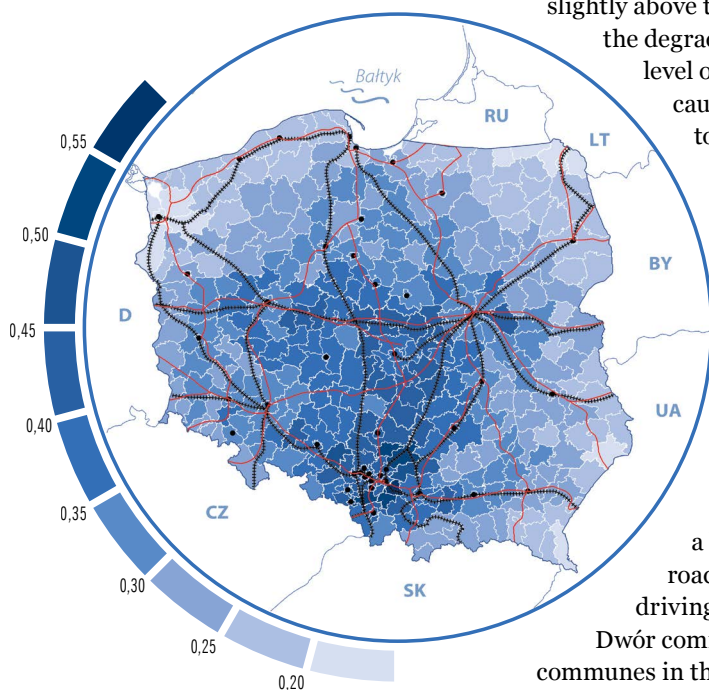 slightly above t
the degrac
level o
cau
to
Bałtyk
RU
LT
BY
D
UA
CZ
SK
0,55
0,50
0,45
0,40
0,35
0,30
0,25
0,20
a
road
driving
Dwór com
communes in th